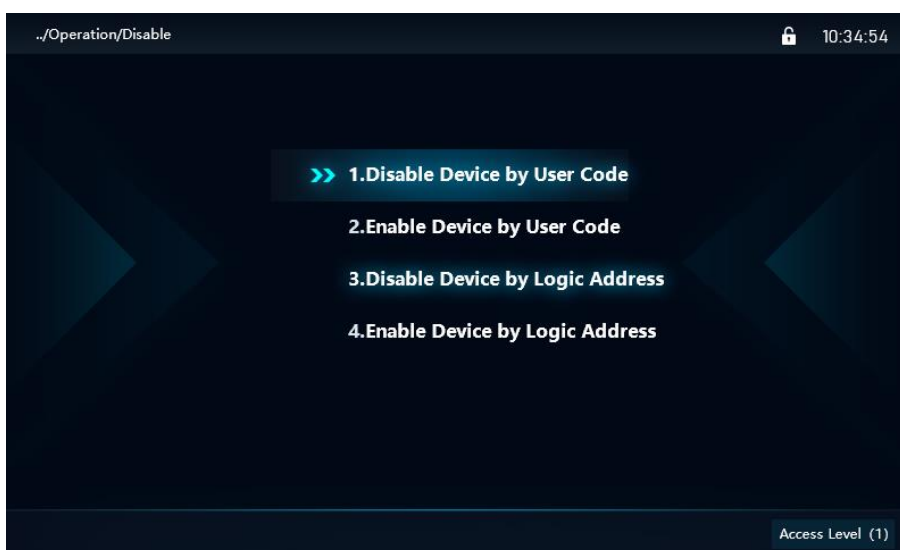 ../Operation/Disable
10:34:54
1.Disable Device by User Code
2.Enable Device by User Code
3.Disable Device by Logic Address
4.Enable Device by Logic Address
Access Level (1)